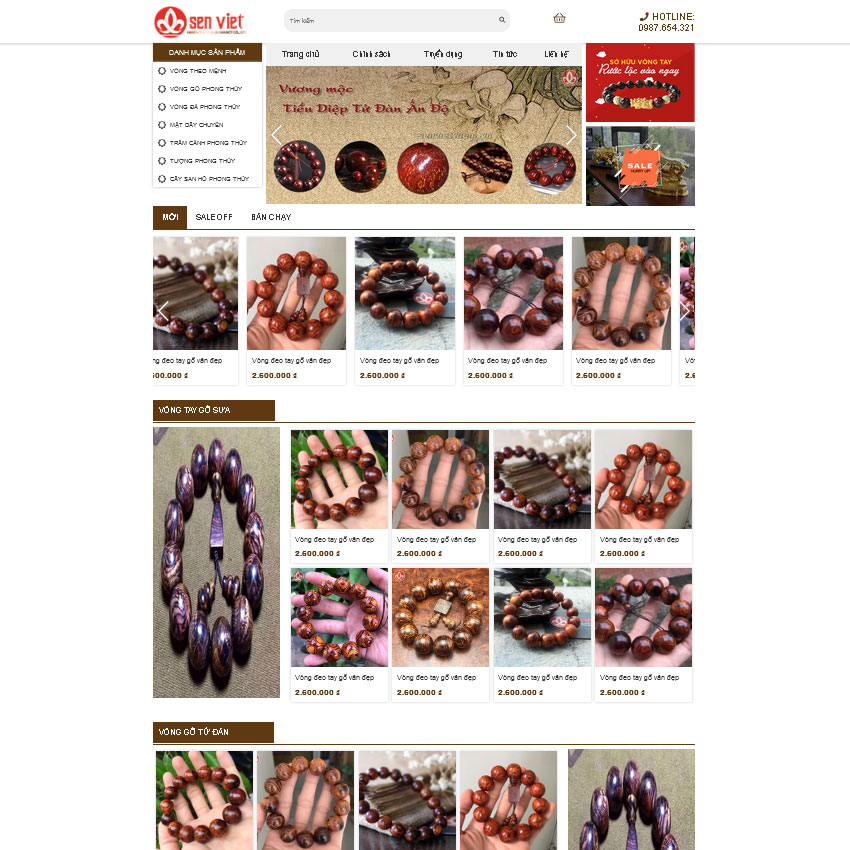 sen việt
Tìm kiếm
HOTLINE:
0987.654.321
DANH MỤC SẢN PHẨM
VÒNG THEO MỆNH
VÒNG GỖ PHONG THỦY
VÒNG ĐÁ PHONG THỦY
MẶT DÂY CHUYỀN
TRẦM CẢNH PHONG THỦY
TƯỢNG PHONG THỦY
CÂY SAN HÔ PHONG THỦY
Trang chủ
Chính sách
Tuyển dụng
Tin tức
Liên hệ
Vương mộc
Tiểu Diệp Tử Đàn Ấn Độ
SỞ HỮU VÒNG TAY
Rước lộc vào ngay
SALE
HURRY UP!
MỚI
SALE OFF
BÁN CHẠY
ng đeo tay gỗ vân đẹp
Vòng đeo tay gỗ vân đẹp
Vòng đeo tay gỗ vân đẹp
Vòng đeo tay gỗ vân đẹp
Vòng đeo tay gỗ vân đẹp
Vòn
600.000 ₫
2.600.000 ₫
2.600.000 ₫
2.600.000 ₫
2.600.000 ₫
2.6
VÒNG TAY GỖ SƯA
Vòng đeo tay gỗ vân đẹp
Vòng đeo tay gỗ vân đẹp
Vòng đeo tay gỗ vân đẹp
Vòng đeo tay gỗ vân đẹp
2.600.000 ₫
2.600.000 ₫
2.600.000 ₫
2.600.000 ₫
Vòng đeo tay gỗ vân đẹp
Vòng đeo tay gỗ vân đẹp
Vòng đeo tay gỗ vân đẹp
Vòng đeo tay gỗ vân đẹp
2.600.000 ₫
2.600.000 ₫
2.600.000 ₫
2.600.000 ₫
VÒNG GỖ TỬ ĐÀN